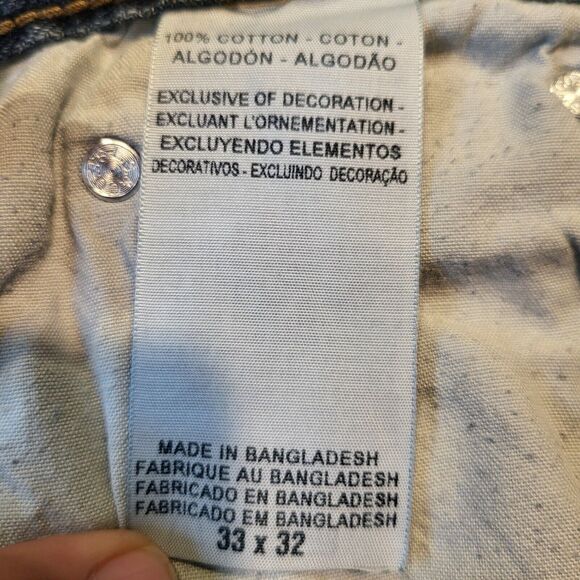 100% COTTON - COTON -
ALGODÓN - ALGODÃO
EXCLUSIVE OF DECORATION -
EXCLUANT L'ORNEMENTATION -
EXCLUYENDO ELEMENTOS
DECORATIVOS - EXCLUINDO DECORAÇÃO
MADE IN BANGLADESH
FABRIQUE AU BANGLADESH
FABRICADO EN BANGLADESH
FABRICADO EM BANGLADESH
33 x 32